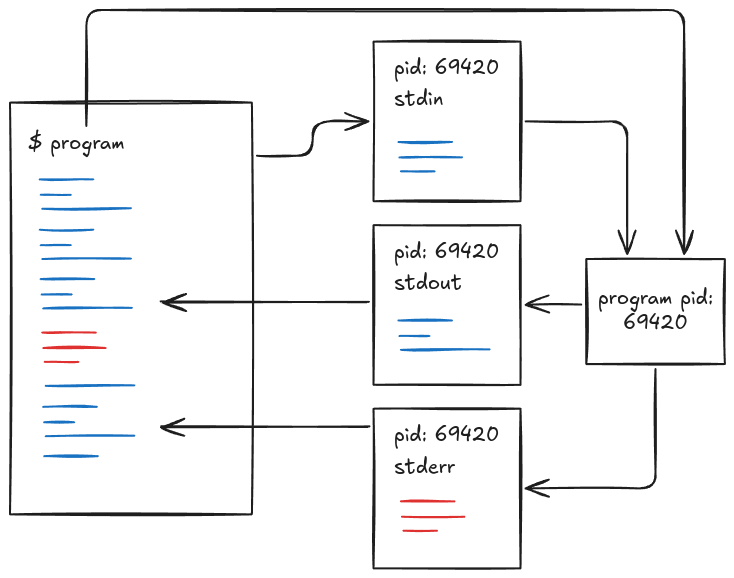 $ program
pid: 69420
stdin
pid: 69420
stdout
program pid:
69420
pid: 69420
stderr